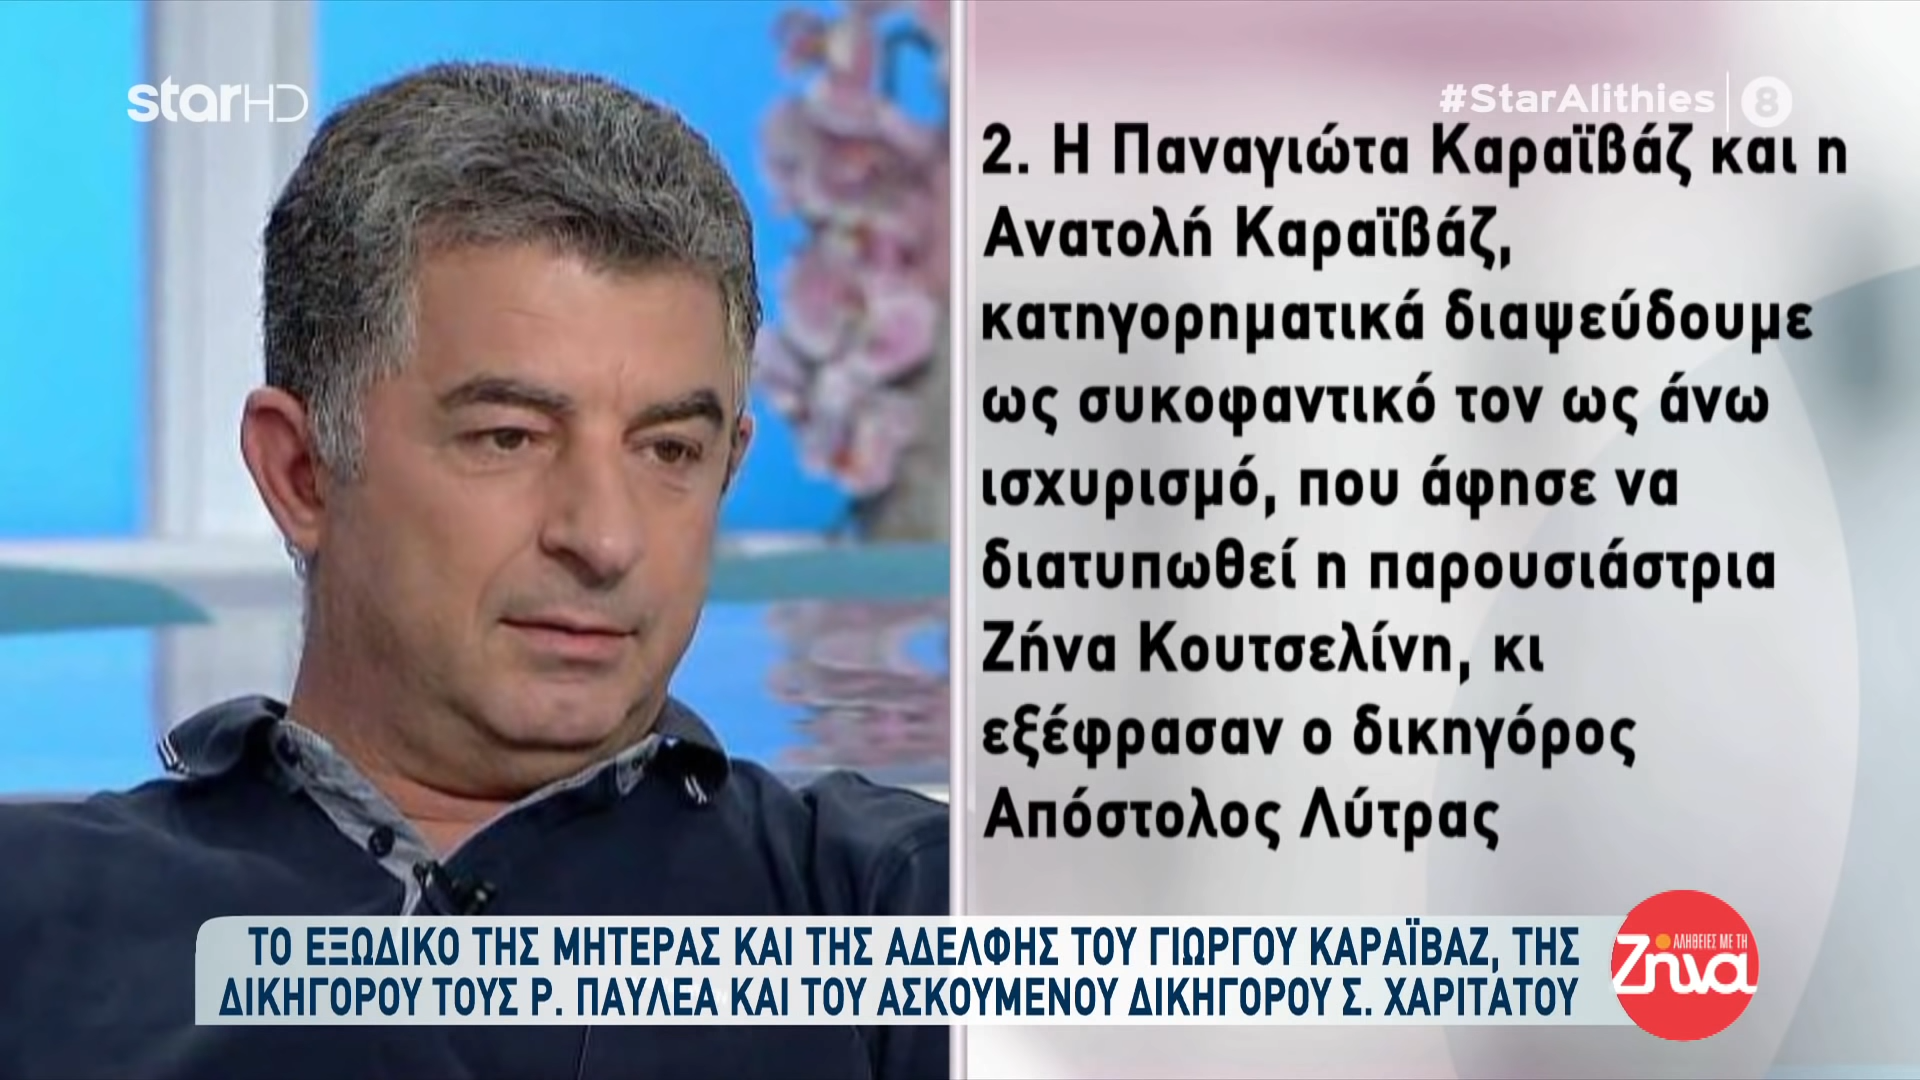 starHD
#StarAlithies 8
2. Η Παναγιώτα Καραϊβάζ και η
Ανατολή Καραϊβάζ,
κατηγορηματικά διαψεύδουμε
ως συκοφαντικό τον ως άνω
ισχυρισμό, που άφησε να
διατυπωθεί η παρουσιάστρια
Ζήνα Κουτσελίνη, κι
εξέφρασαν ο δικηγόρος
Απόστολος Λύτρας
ΤΟ ΕΞΩΔΙΚΟ ΤΗΣ ΜΗΤΕΡΑΣ ΚΑΙ ΤΗΣ ΑΔΕΛΦΗΣ ΤΟΥ ΓΙΩΡΓΟΥ ΚΑΡΑΪΒΑΖ, ΤΗΣ
ΔΙΚΗΓΟΡΟΥ ΤΟΥΣ Ρ. ΠΑΥΛΕΑ ΚΑΙ ΤΟΥ ΑΣΚΟΥΜΕΝΟΥ ΔΙΚΗΓΟΡΟΥ Σ. ΧΑΡΙΤΑΤΟΥ
ΑΛΗΘΕΙΕΣ ΜΕ ΤΗ
Ζήνα